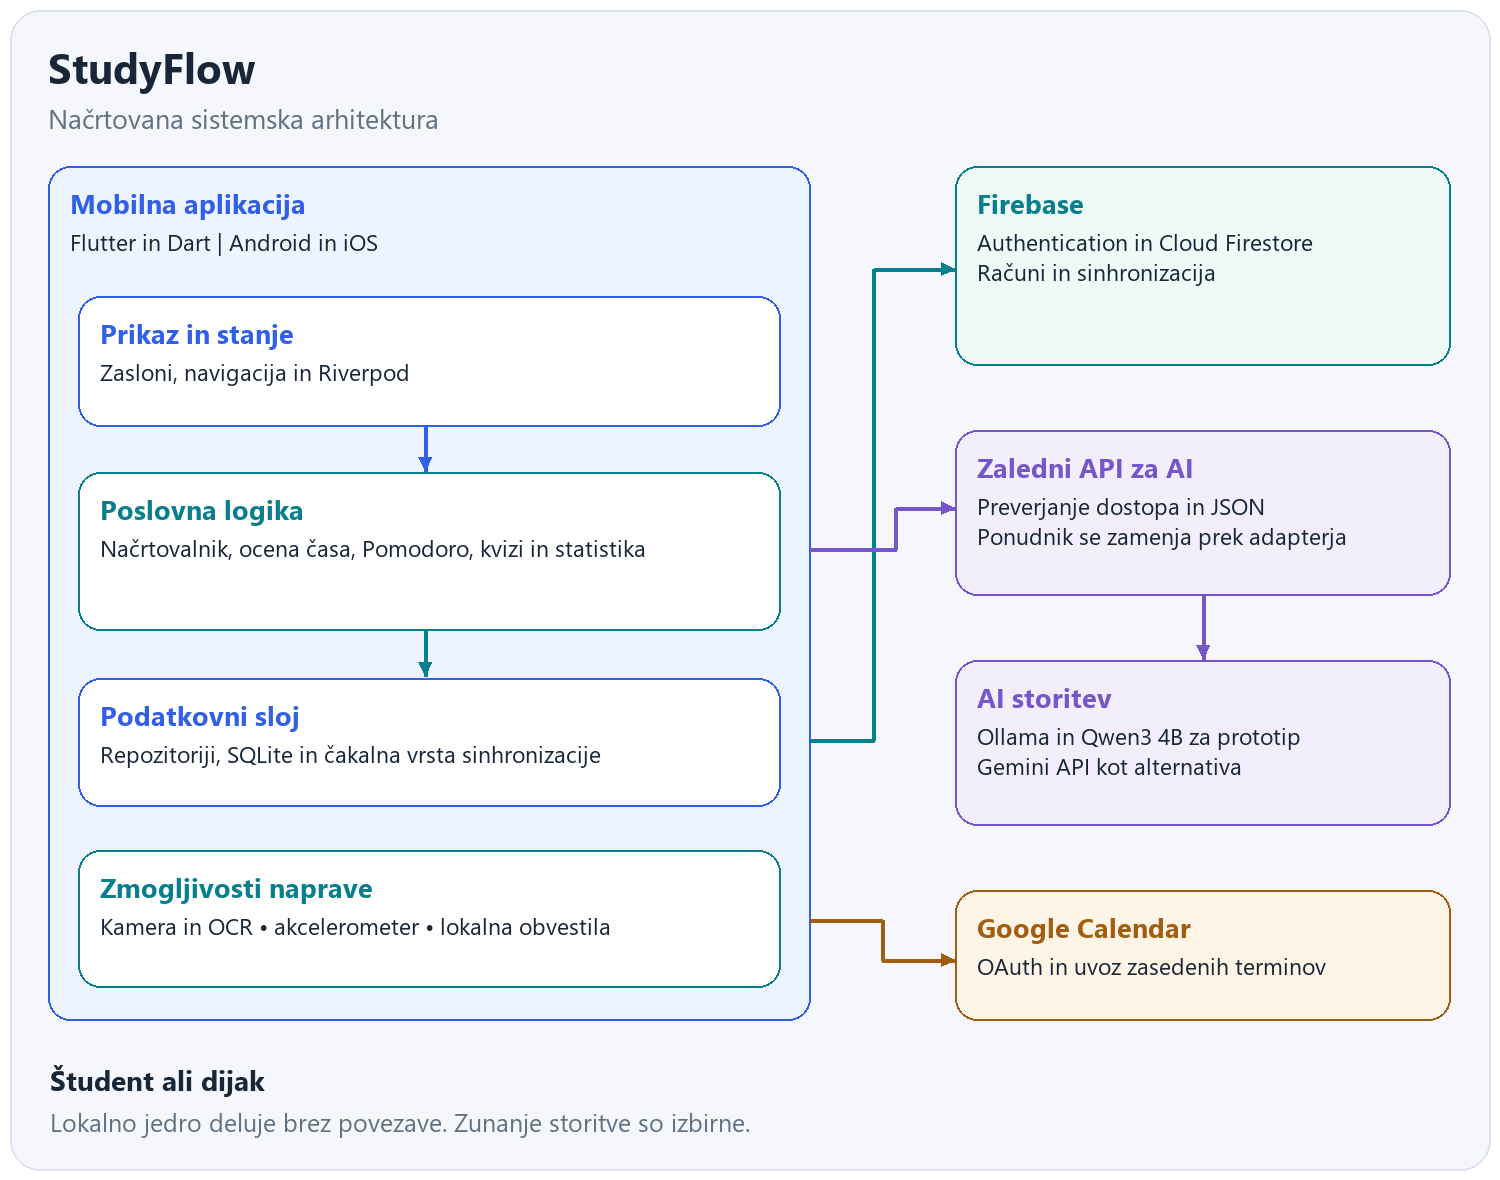 StudyFlow
Načrtovana sistemska arhitektura
Mobilna aplikacija
Flutter in Dart | Android in iOS
Prikaz in stanje
Zasloni, navigacija in Riverpod
Poslovna logika
Načrtovalnik, ocena časa, Pomodoro, kvizi in statistika
Podatkovni sloj
Repozitoriji, SQLite in čakalna vrsta sinhronizacije
Zmogljivosti naprave
Kamera in OCR • akcelerometer • lokalna obvestila
Firebase
Authentication in Cloud Firestore
Računi in sinhronizacija
Zaledni API za AI
Preverjanje dostopa in JSON
Ponudnik se zamenja prek adapterja
AI storitev
Ollama in Qwen3 4B za prototip
Gemini API kot alternativa
Google Calendar
OAuth in uvoz zasedenih terminov
Študent ali dijak
Lokalno jedro deluje brez povezave. Zunanje storitve so izbirne.